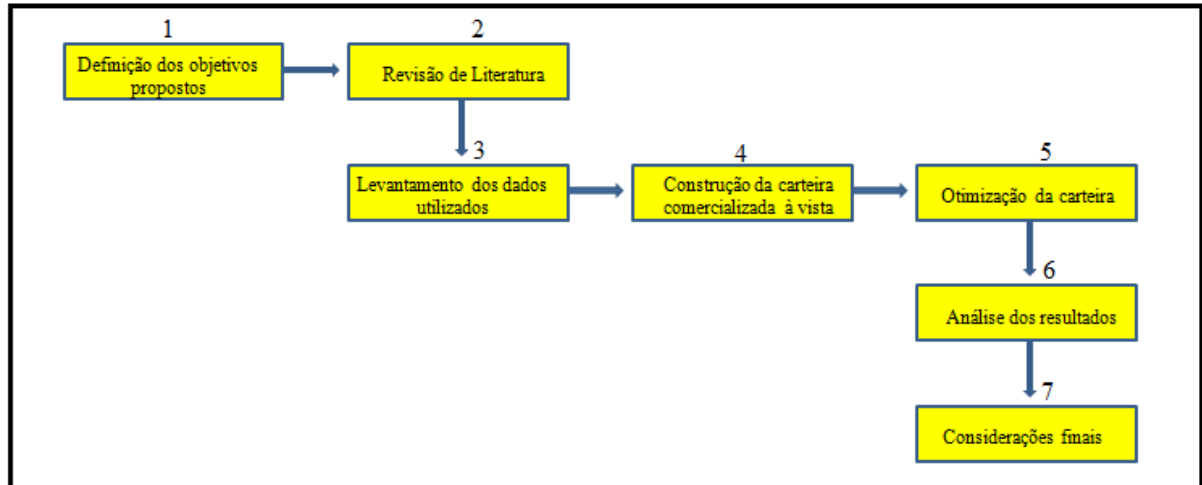 1
Definição dos objetivos
propostos
2
Revisão de Literatura
3
Levantamento dos dados
utilizados
4
Construção da carteira
comercializada à vista
5
Otimização da carteira
6
Análise dos resultados
7
Considerações finais